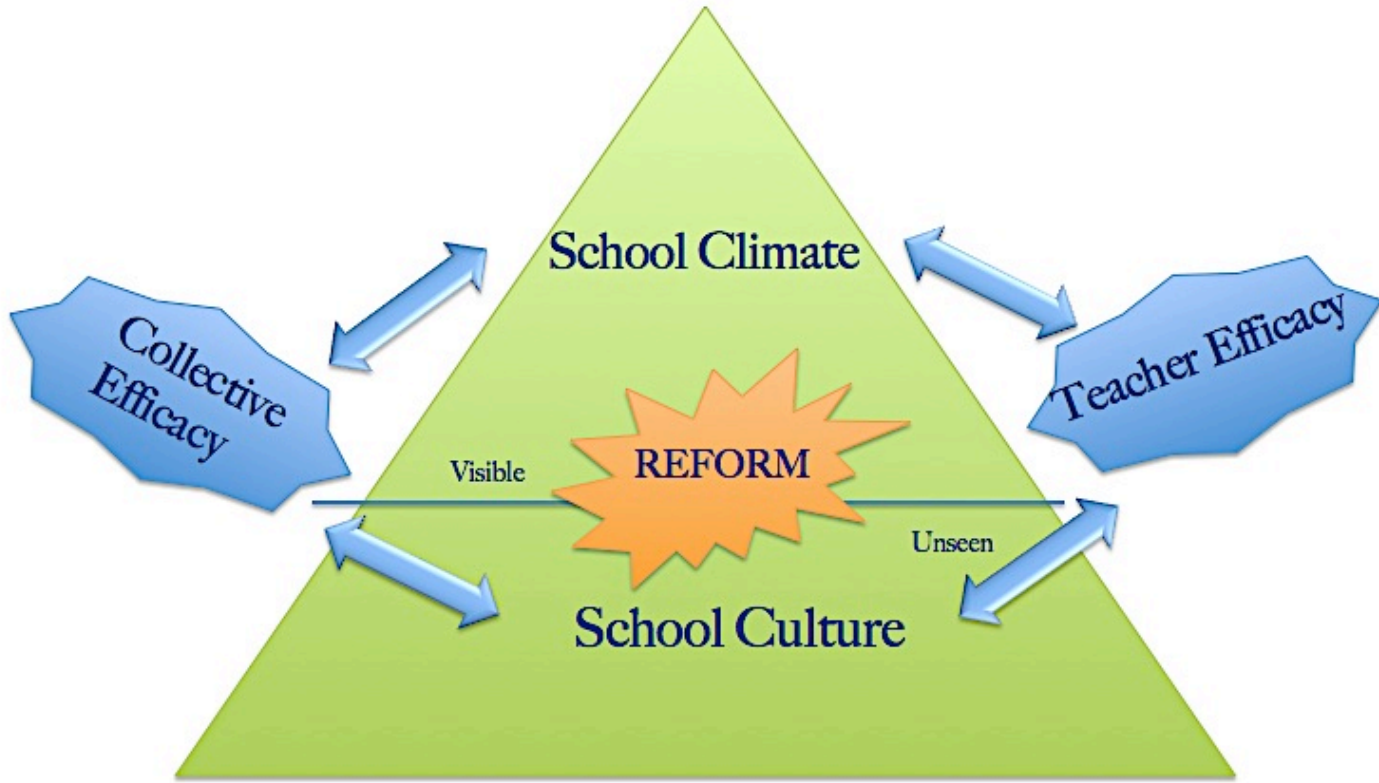 School Climate
Collective
Efficacy
Teacher Efficacy
REFORM
Visible
Unseen
School Culture